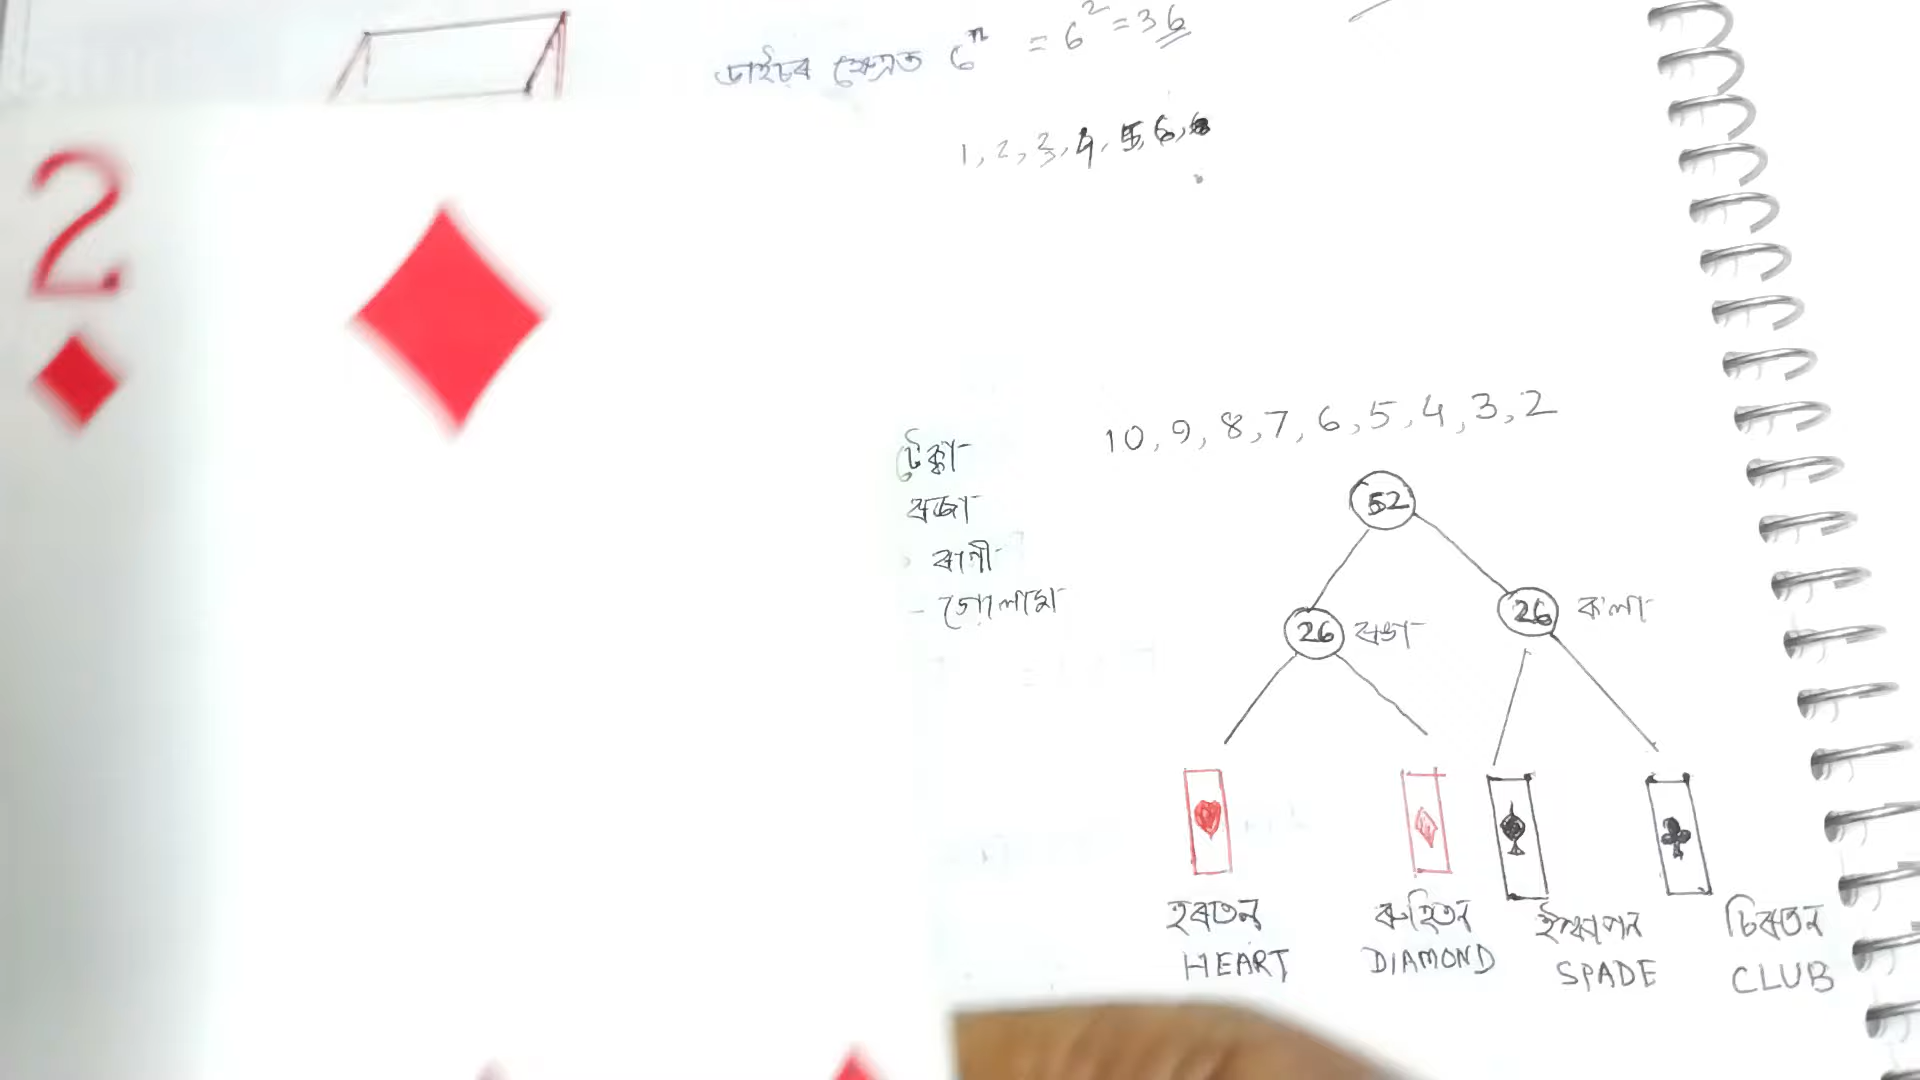 ডাইচৰ ক্ষেত্ৰত 6ⁿ = 6² = 36
1, 2, 3, 4, 5, 6,
2
10, 9, 8, 7, 6, 5, 4, 3, 2
টেক্কা
ৰজা
ৰাণী
গোলাম
52
26 ৰঙা
26 ক'লা
হৰতন
HEART
ৰুহিতন
DIAMOND
ইস্কাপন
SPADE
চিৰতন
CLUB